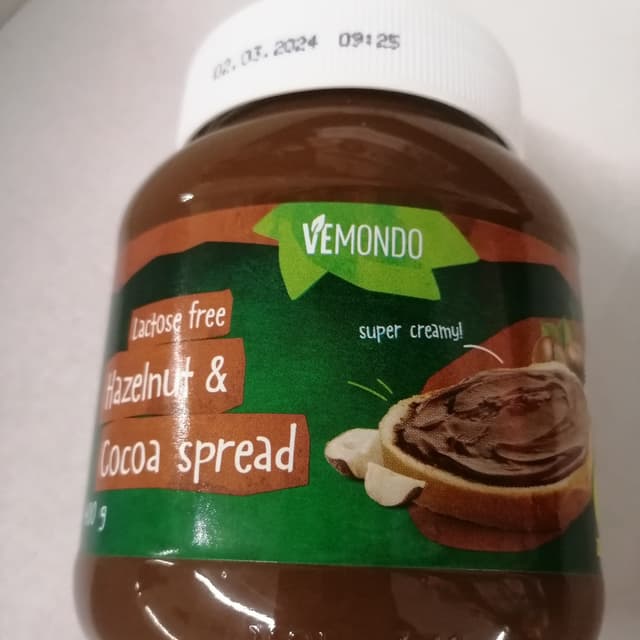 02.03.2024 09:25
VEMONDO
Lactose free
super creamy!
Hazelnut &
Cocoa spread